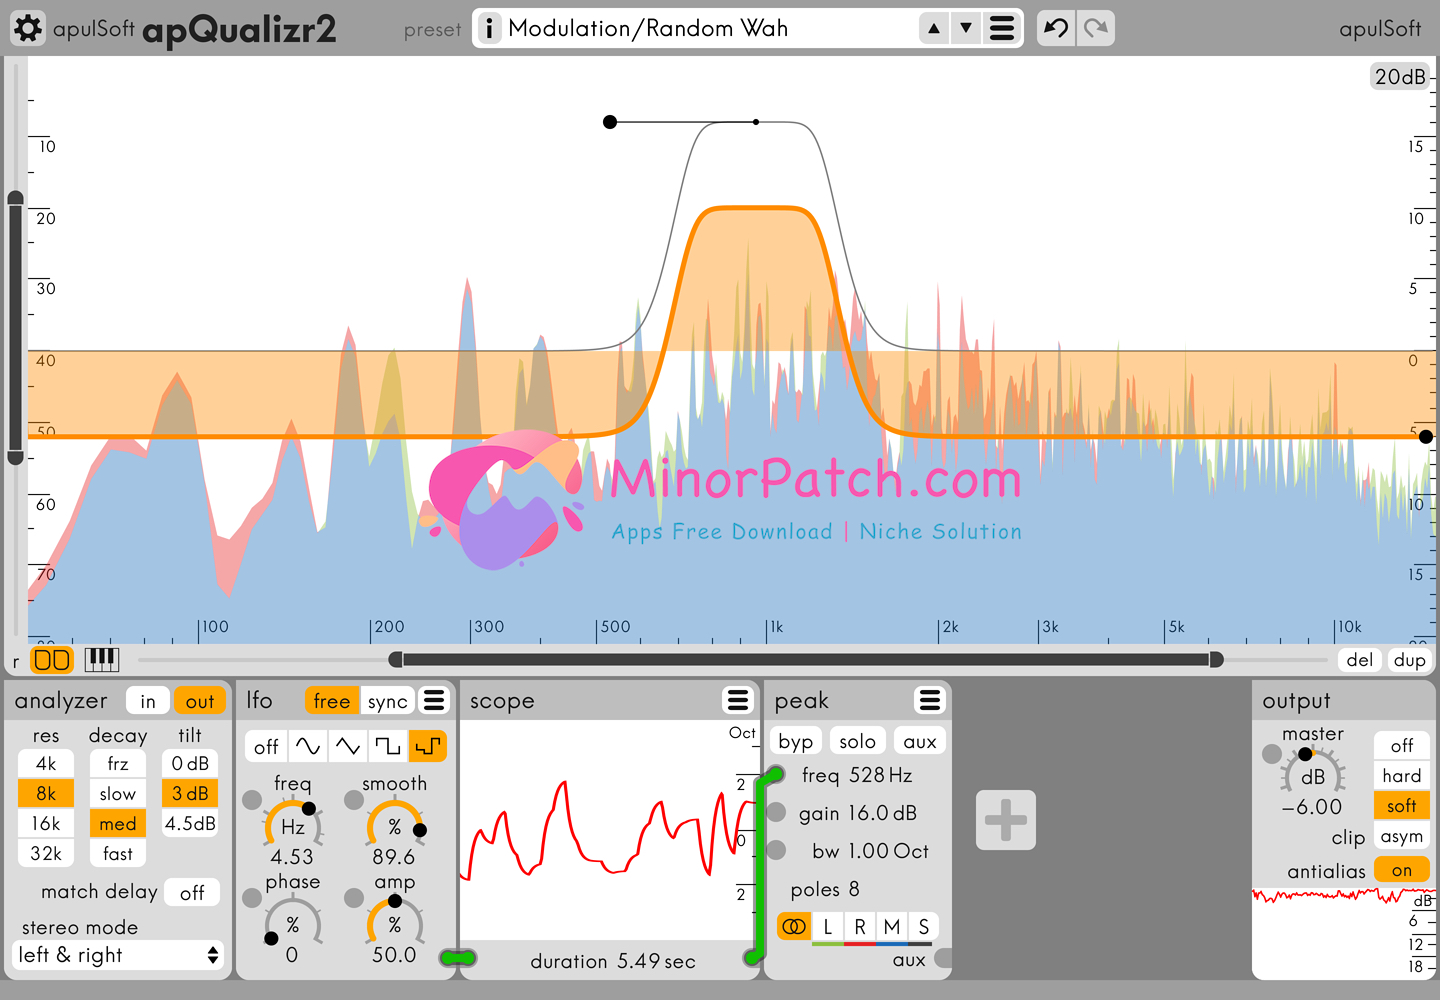 apulSoft apQualizr2 preset i Modulation/Random Wah apulSoft
20dB
10 15
20 10
30 5
40 0
50 5
60 10
70 15
MinorPatch.com
Apps Free Download | Niche Solution
100 200 300 500 1k 2k 3k 5k 10k
r del dup
analyzer in out
res decay tilt
4k frz 0 dB
8k slow 3 dB
16k med 4.5dB
32k fast
match delay off
stereo mode
left & right
lfo free sync
off
freq smooth
Hz %
4.53 89.6
phase amp
% %
0 50.0
scope
Oct
2
0
2
duration 5.49 sec
peak
byp solo aux
freq 528 Hz
gain 16.0 dB
bw 1.00 Oct
poles 8
L R M S
aux
output
master off
dB hard
-6.00 soft
clip asym
antialias on
dB
6
12
18